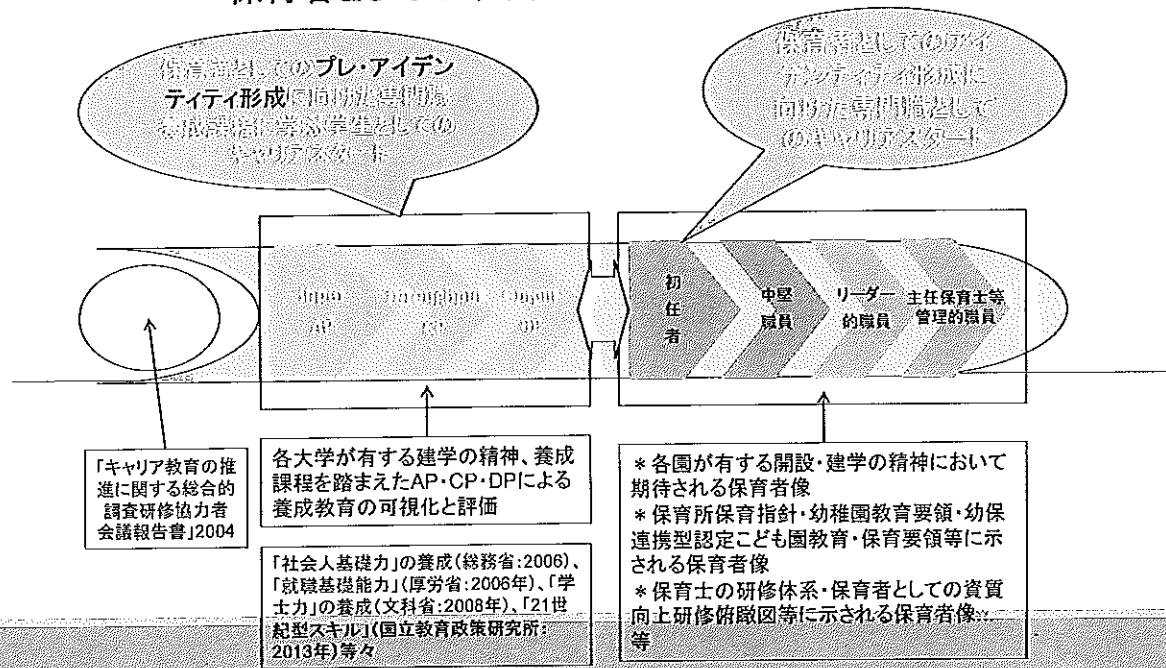 保育者としてのプレ・アイデン
ティティ形成に向けた専門職
養成課程に学ぶ学生としての
キャリアスタート
保育者としてのアイ
デンティティ形成に
向けた専門職として
のキャリアスタート
初
任
者
中堅
職員
リーダー
的職員
主任保育士等
管理的職員
「キャリア教育の推
進に関する総合的
調査研修協力者
会議報告書」2004
各大学が有する建学の精神、養成
課程を踏まえたAP・CP・DPによる
養成教育の可視化と評価
「社会人基礎力」の養成(総務省:2006)、
「就職基礎能力」(厚労省:2006年)、「学
士力」の養成(文科省:2008年)、「21世
紀型スキル」(国立教育政策研究所:
2013年)等々
*各園が有する開設・建学の精神において
期待される保育者像
*保育所保育指針・幼稚園教育要領・幼保
連携型認定こども園教育・保育要領等に示
される保育者像
*保育士の研修体系・保育者としての資質
向上研修俯瞰図等に示される保育者像…
等